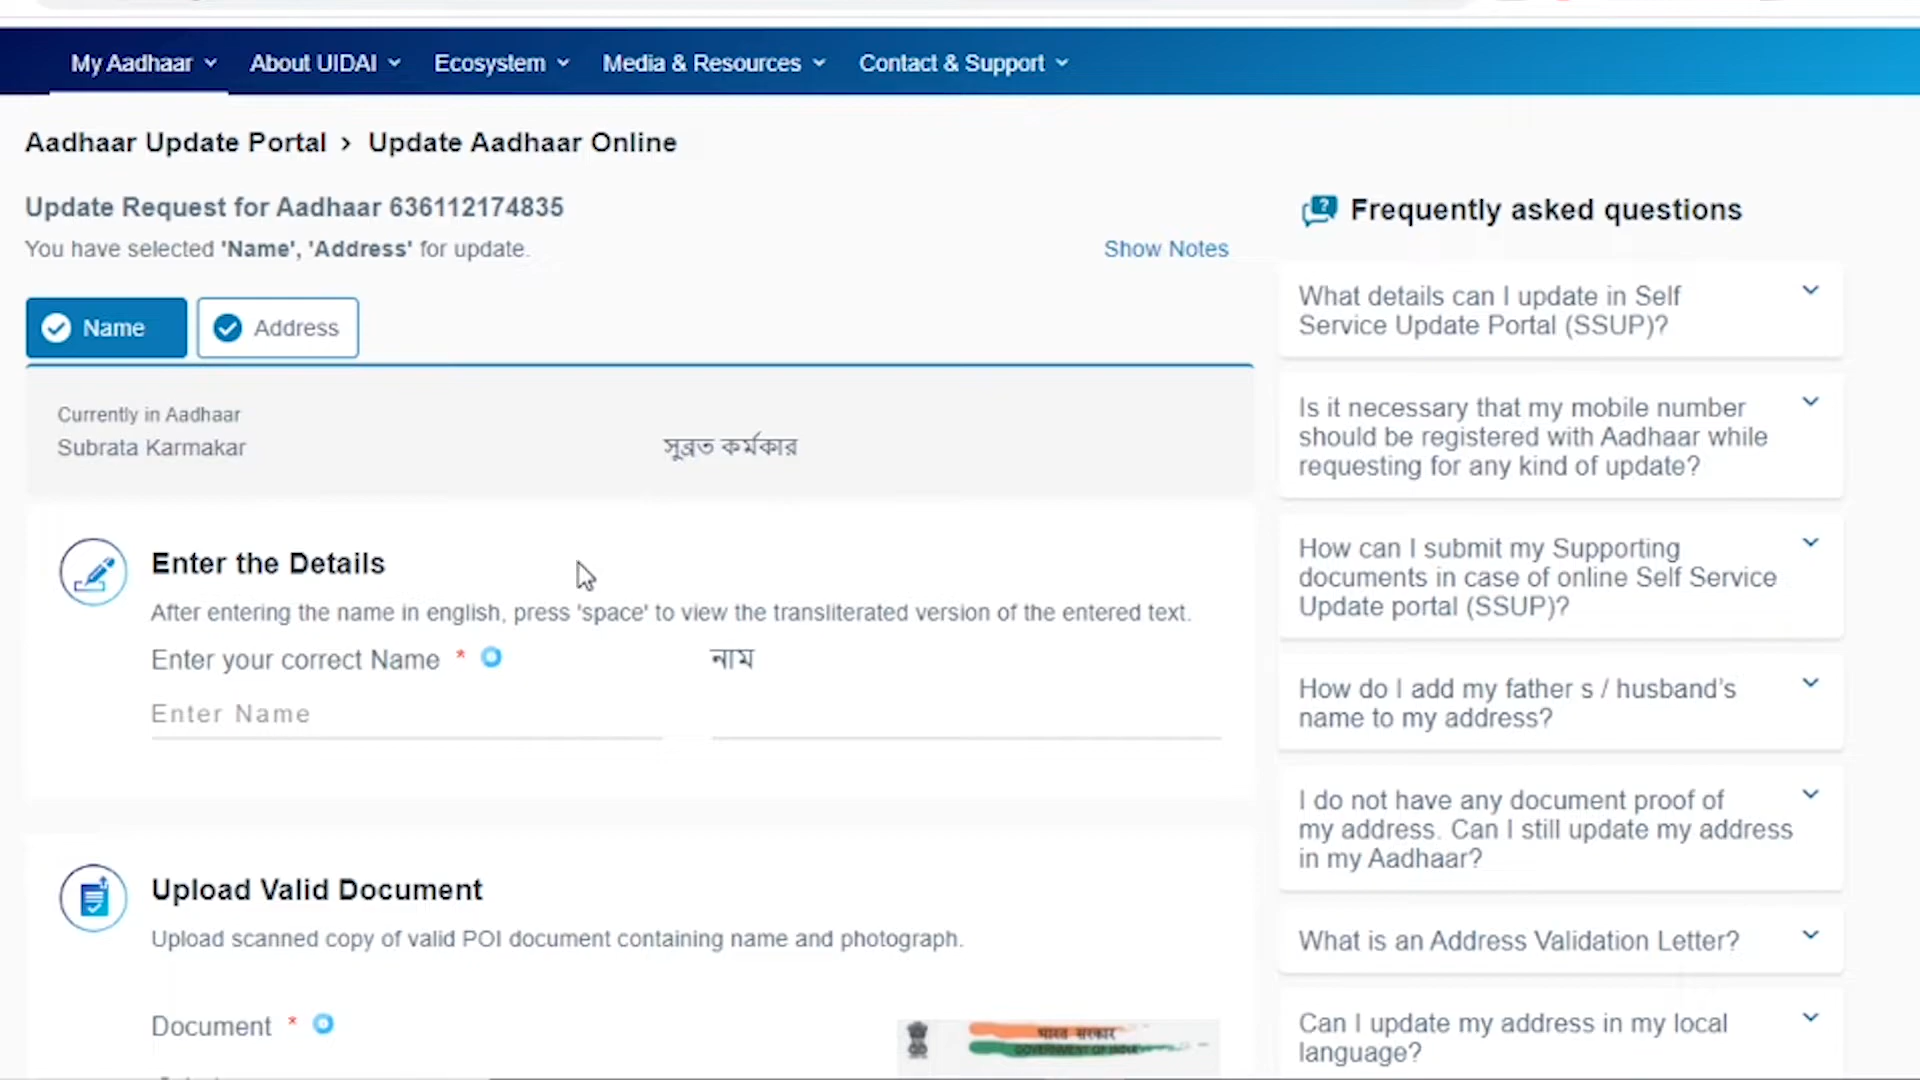 My Aadhaar About UIDAI Ecosystem Media & Resources Contact & Support
Aadhaar Update Portal > Update Aadhaar Online
Update Request for Aadhaar 636112174835
You have selected 'Name', 'Address' for update.
Show Notes
Name Address
Currently in Aadhaar
Subrata Karmakar সুব্রত কর্মকার
Enter the Details
After entering the name in english, press 'space' to view the transliterated version of the entered text.
Enter your correct Name * নাম
Enter Name
Upload Valid Document
Upload scanned copy of valid POI document containing name and photograph.
Document *
भारत सरकार
GOVERNMENT OF INDIA
Frequently asked questions
What details can I update in Self
Service Update Portal (SSUP)?
Is it necessary that my mobile number
should be registered with Aadhaar while
requesting for any kind of update?
How can I submit my Supporting
documents in case of online Self Service
Update portal (SSUP)?
How do I add my father s / husband's
name to my address?
I do not have any document proof of
my address. Can I still update my address
in my Aadhaar?
What is an Address Validation Letter?
Can I update my address in my local
language?